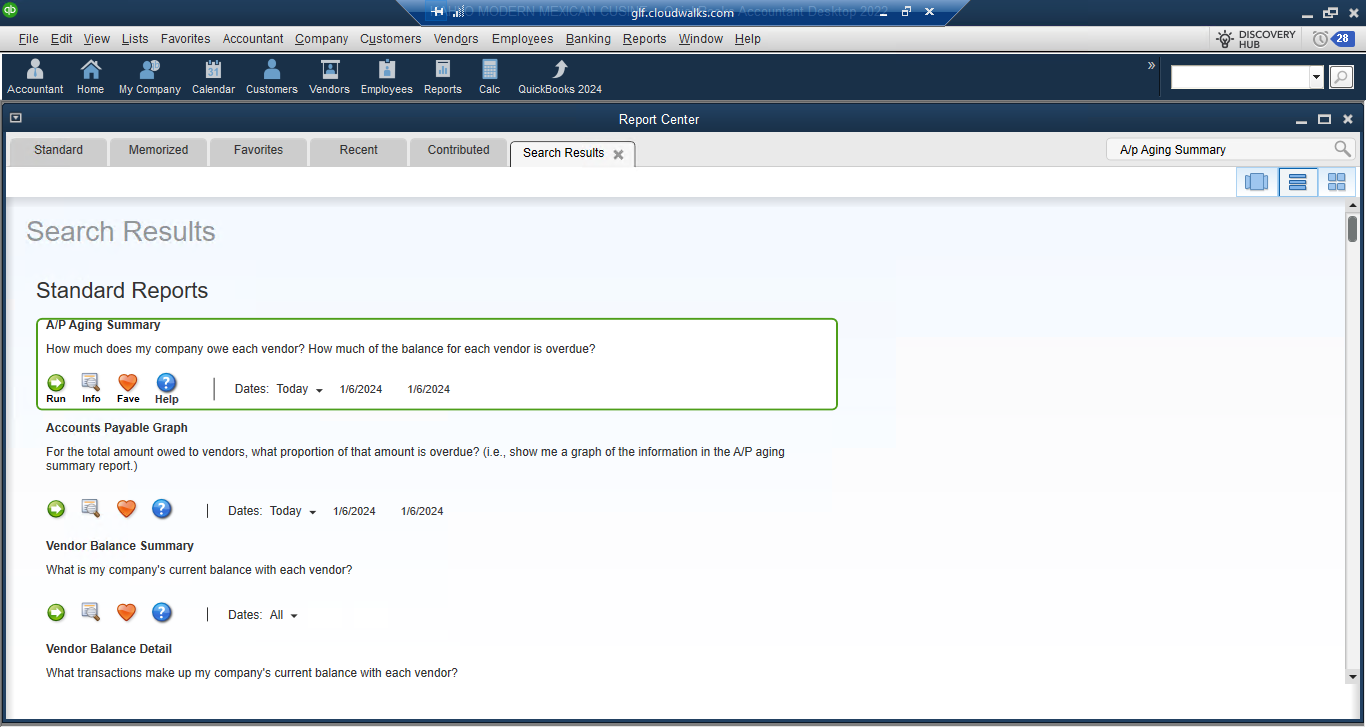 MODERN MEXICAN CUSI Accountant Desktop 202
glf.cloudwalks.com
File Edit View Lists Favorites Accountant Company Customers Vendors Employees Banking Reports Window Help
DISCOVERY
HUB
28
Accountant Home My Company Calendar Customers Vendors Employees Reports Calc QuickBooks 2024
Report Center
Standard Memorized Favorites Recent Contributed Search Results
A/p Aging Summary
Search Results
Standard Reports
A/P Aging Summary
How much does my company owe each vendor? How much of the balance for each vendor is overdue?
Run Info Fave Help
Dates: Today 1/6/2024 1/6/2024
Accounts Payable Graph
For the total amount owed to vendors, what proportion of that amount is overdue? (i.e., show me a graph of the information in the A/P aging
summary report.)
Dates: Today 1/6/2024 1/6/2024
Vendor Balance Summary
What is my company's current balance with each vendor?
Dates: All
Vendor Balance Detail
What transactions make up my company's current balance with each vendor?